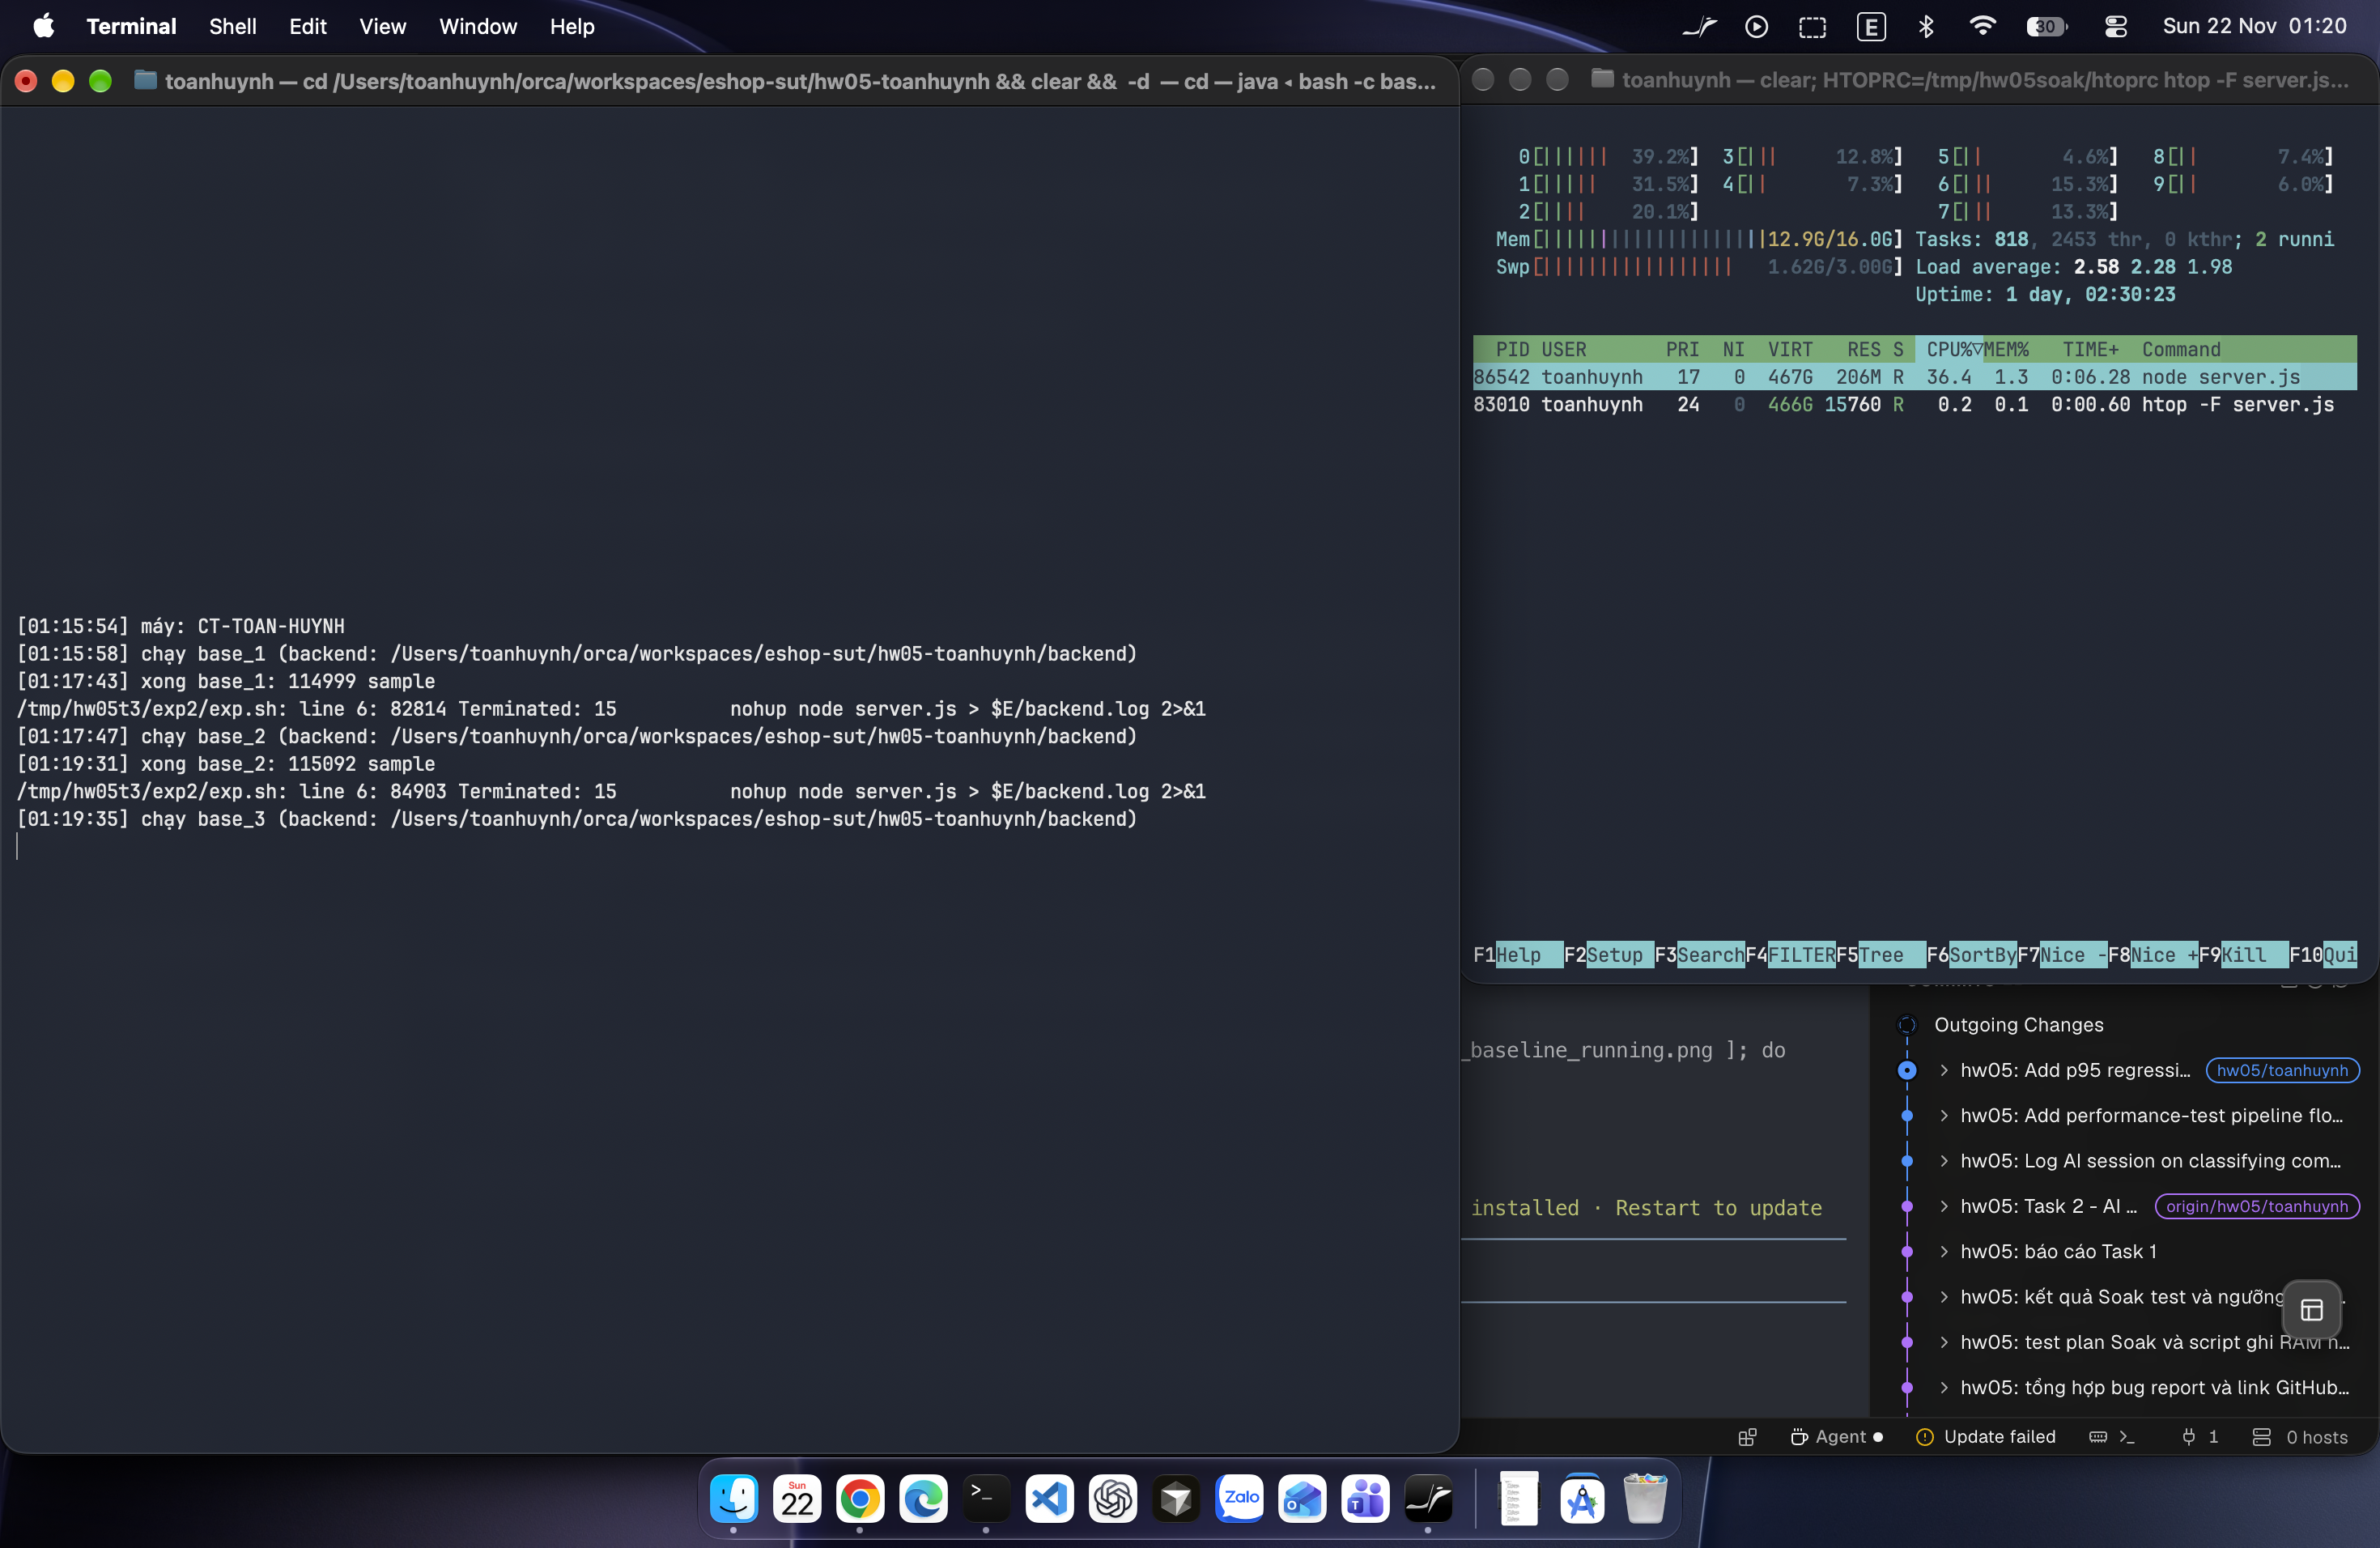 Terminal Shell Edit View Window Help
E 30 Sun 22 Nov 01:20
toanhuynh — cd /Users/toanhuynh/orca/workspaces/eshop-sut/hw05-toanhuynh && clear && -d — cd — java ◂ bash -c bas...
[01:15:54] máy: CT-TOAN-HUYNH
[01:15:58] chạy base_1 (backend: /Users/toanhuynh/orca/workspaces/eshop-sut/hw05-toanhuynh/backend)
[01:17:43] xong base_1: 114999 sample
/tmp/hw05t3/exp2/exp.sh: line 6: 82814 Terminated: 15 nohup node server.js > $E/backend.log 2>&1
[01:17:47] chạy base_2 (backend: /Users/toanhuynh/orca/workspaces/eshop-sut/hw05-toanhuynh/backend)
[01:19:31] xong base_2: 115092 sample
/tmp/hw05t3/exp2/exp.sh: line 6: 84903 Terminated: 15 nohup node server.js > $E/backend.log 2>&1
[01:19:35] chạy base_3 (backend: /Users/toanhuynh/orca/workspaces/eshop-sut/hw05-toanhuynh/backend)
toanhuynh — clear; HTOPRC=/tmp/hw05soak/htoprc htop -F server.js...
0[|||||| 39.2%] 3[||| 12.8%] 5[|| 4.6%] 8[|| 7.4%]
1[||||| 31.5%] 4[|| 7.3%] 6[||| 15.3%] 9[|| 6.0%]
2[|||| 20.1%] 7[||| 13.3%]
Mem[||||||||||||||||||||12.9G/16.0G] Tasks: 818, 2453 thr, 0 kthr; 2 runni
Swp[||||||||||||||||| 1.62G/3.00G] Load average: 2.58 2.28 1.98
Uptime: 1 day, 02:30:23
PID USER PRI NI VIRT RES S CPU%▽MEM% TIME+ Command
86542 toanhuynh 17 0 467G 206M R 36.4 1.3 0:06.28 node server.js
83010 toanhuynh 24 0 466G 15760 R 0.2 0.1 0:00.60 htop -F server.js
F1Help F2Setup F3SearchF4FILTERF5Tree F6SortByF7Nice -F8Nice +F9Kill F10Qui
_baseline_running.png ]; do
installed · Restart to update
Outgoing Changes
hw05: Add p95 regressi... hw05/toanhuynh
hw05: Add performance-test pipeline flo...
hw05: Log AI session on classifying com...
hw05: Task 2 - AI ... origin/hw05/toanhuynh
hw05: báo cáo Task 1
hw05: kết quả Soak test và ngưỡng
hw05: test plan Soak và script ghi RAM n...
hw05: tổng hợp bug report và link GitHub...
Agent Update failed 1 0 hosts
Sun
22
Zalo